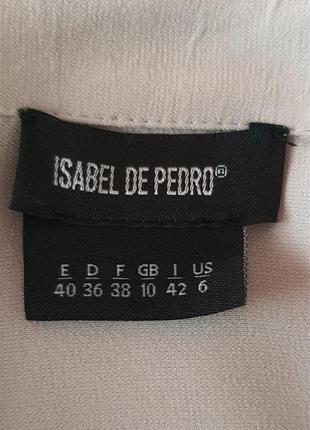 ISABEL DE PEDRO®
E D F GB I US
40 36 38 10 42 6